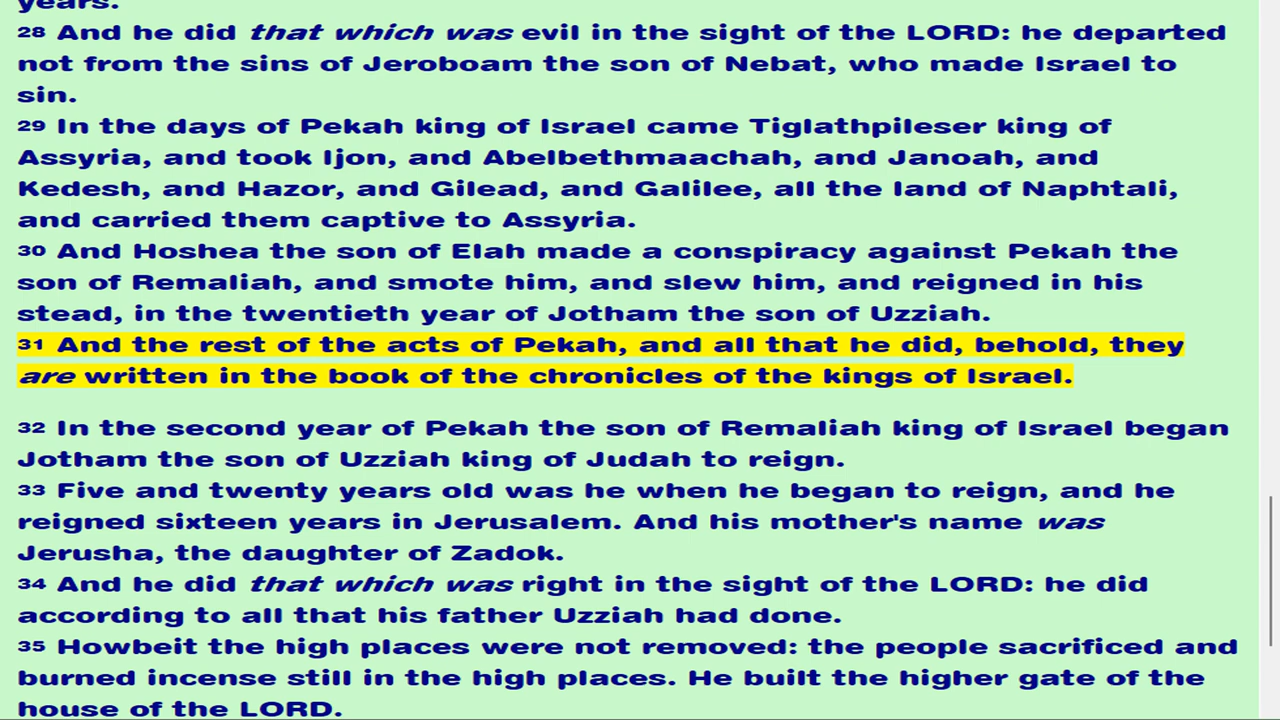 years.
28 And he did that which was evil in the sight of the LORD: he departed
not from the sins of Jeroboam the son of Nebat, who made Israel to
sin.
29 In the days of Pekah king of Israel came Tiglathpileser king of
Assyria, and took Ijon, and Abelbethmaachah, and Janoah, and
Kedesh, and Hazor, and Gilead, and Galilee, all the land of Naphtali,
and carried them captive to Assyria.
30 And Hoshea the son of Elah made a conspiracy against Pekah the
son of Remaliah, and smote him, and slew him, and reigned in his
stead, in the twentieth year of Jotham the son of Uzziah.
31 And the rest of the acts of Pekah, and all that he did, behold, they
are written in the book of the chronicles of the kings of Israel.
32 In the second year of Pekah the son of Remaliah king of Israel began
Jotham the son of Uzziah king of Judah to reign.
33 Five and twenty years old was he when he began to reign, and he
reigned sixteen years in Jerusalem. And his mother's name was
Jerusha, the daughter of Zadok.
34 And he did that which was right in the sight of the LORD: he did
according to all that his father Uzziah had done.
35 Howbeit the high places were not removed: the people sacrificed and
burned incense still in the high places. He built the higher gate of the
house of the LORD.